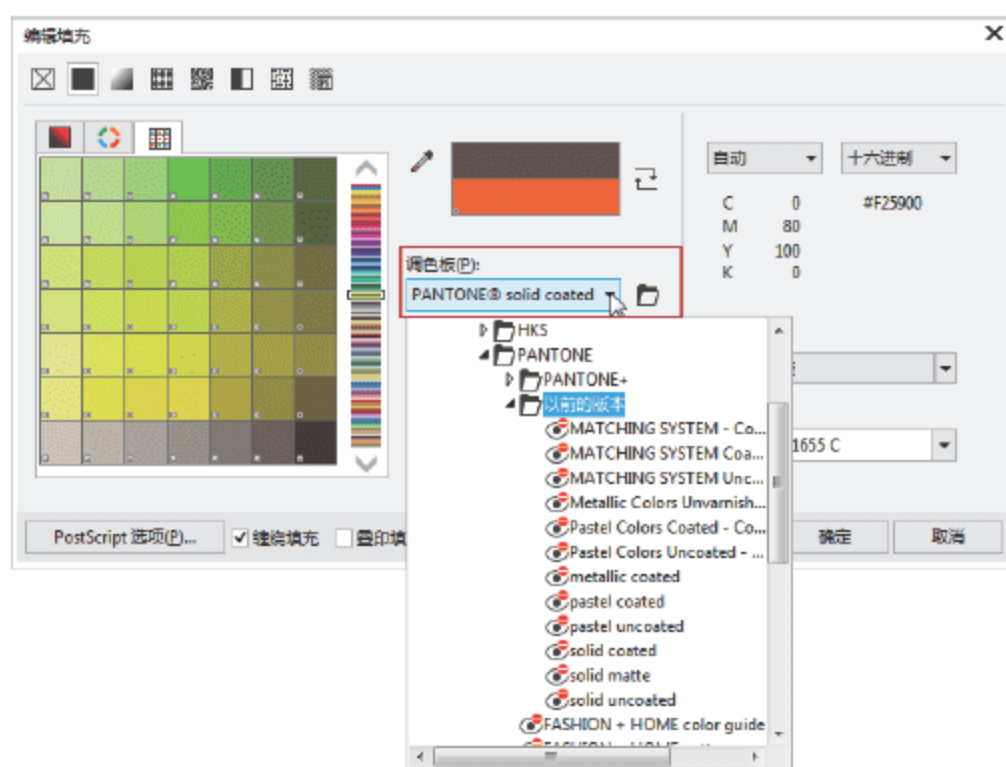 编辑填充
自动
十六进制
C 0 #F25900
M 80
Y 100
K 0
调色板(P):
PANTONE® solid coated
HKS
PANTONE
PANTONE+
以前的版本
MATCHING SYSTEM - Co...
MATCHING SYSTEM Coa...
MATCHING SYSTEM Unc...
Metallic Colors Unvarnish...
Pastel Colors Coated - Co...
Pastel Colors Uncoated - ...
metallic coated
pastel coated
pastel uncoated
solid coated
solid matte
solid uncoated
FASHION + HOME color guide
1655 C
PostScript 选项(P)...
缠绕填充
叠印填
确定
取消